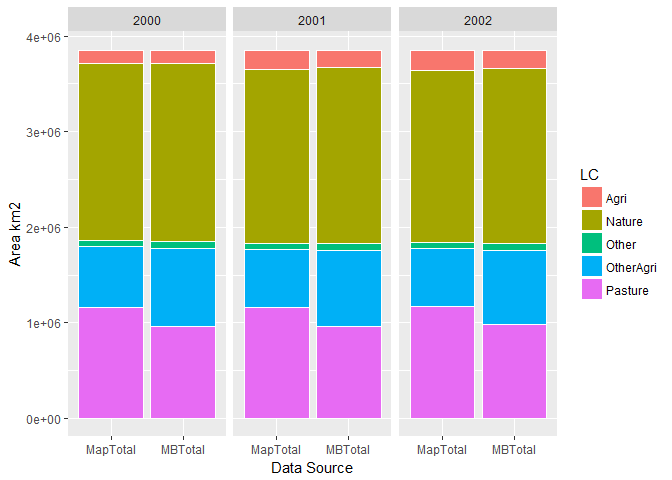 2000 2001 2002
4e+06
3e+06
2e+06
1e+06
0e+00
Area km2
MapTotal MBTotal MapTotal MBTotal MapTotal MBTotal
Data Source
LC
Agri
Nature
Other
OtherAgri
Pasture